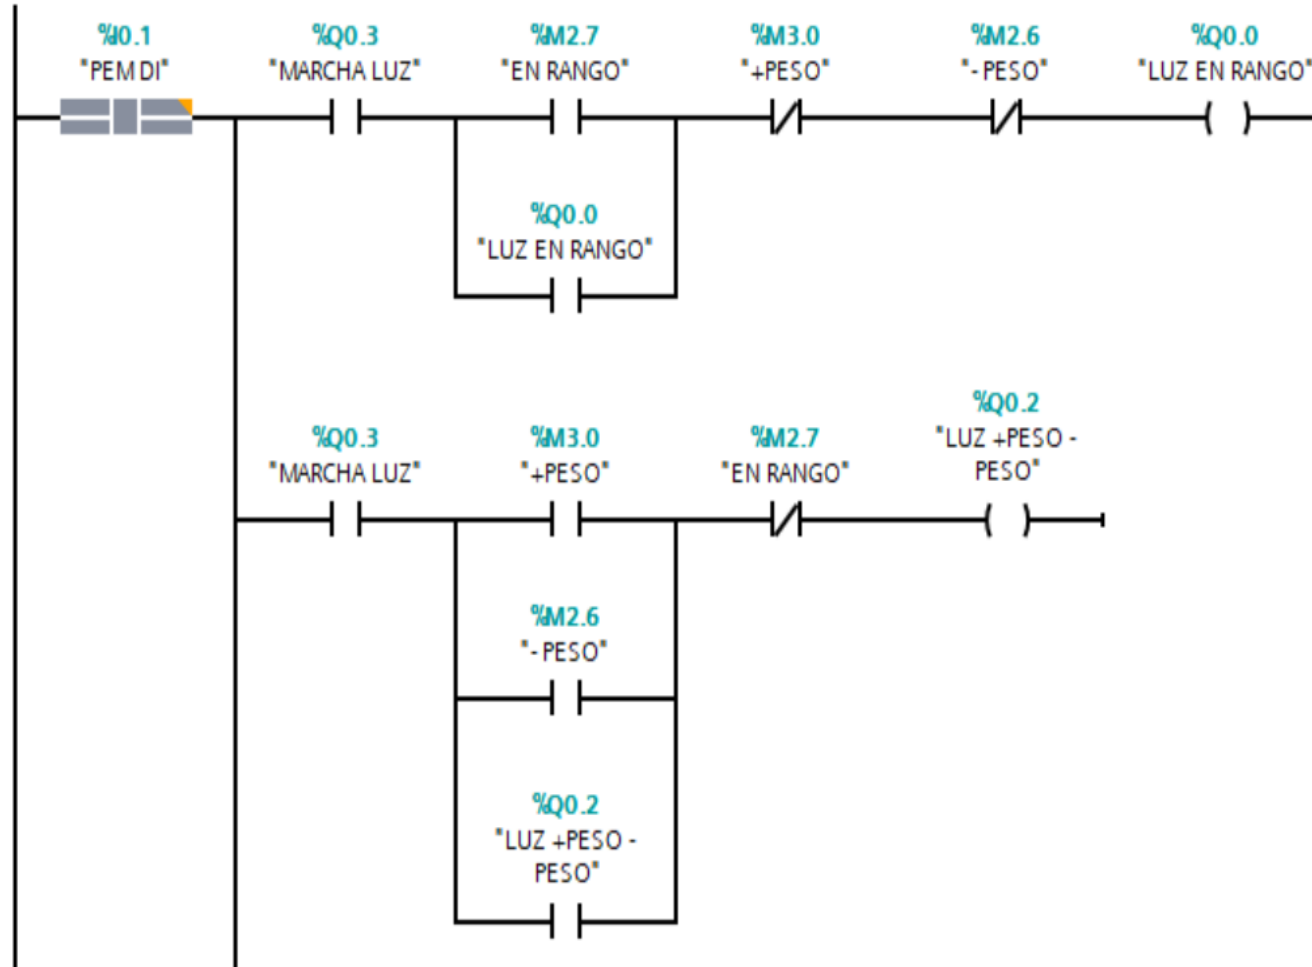 %I0.1 %Q0.3 %M2.7 %M3.0 %M2.6 %Q0.0
"PEM DI" "MARCHA LUZ" "EN RANGO" "+PESO" "- PESO" "LUZ EN RANGO"
%Q0.0
"LUZ EN RANGO"
%Q0.2
%Q0.3 %M3.0 %M2.7 "LUZ +PESO -
"MARCHA LUZ" "+PESO" "EN RANGO" PESO"
%M2.6
"- PESO"
%Q0.2
"LUZ +PESO -
PESO"